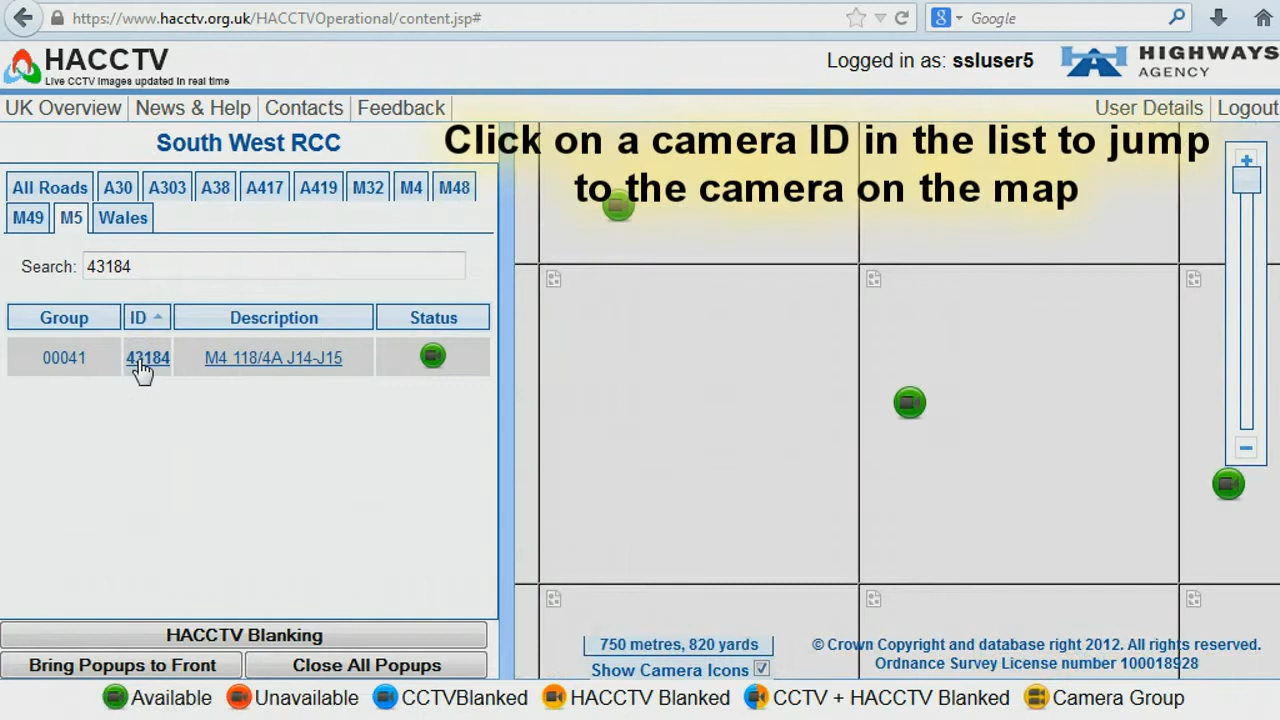 https://www.hacctv.org.uk/HACCTVOperational/content.jsp#
Google
HACCTV
Live CCTV Images updated in real time
Logged in as: ssluser5
HIGHWAYS
AGENCY
UK Overview News & Help Contacts Feedback
User Details Logout
South West RCC
Click on a camera ID in the list to jump
to the camera on the map
All Roads A30 A303 A38 A417 A419 M32 M4 M48
M49 M5 Wales
Search: 43184
Group ID Description Status
00041 43184 M4 118/4A J14-J15
HACCTV Blanking
Bring Popups to Front Close All Popups
750 metres, 820 yards
Show Camera Icons
© Crown Copyright and database right 2012. All rights reserved.
Ordnance Survey License number 100018928
Available Unavailable CCTVBlanked HACCTV Blanked CCTV + HACCTV Blanked Camera Group